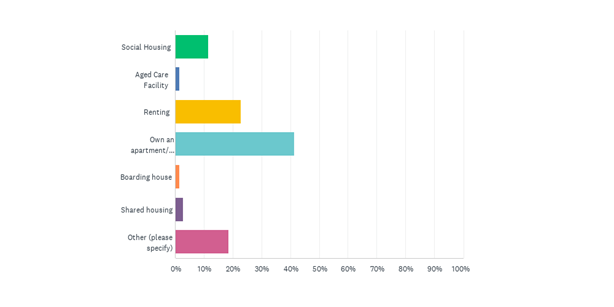 Social Housing
Aged Care
Facility
Renting
Own an
apartment/...
Boarding house
Shared housing
Other (please
specify)
0% 10% 20% 30% 40% 50% 60% 70% 80% 90% 100%